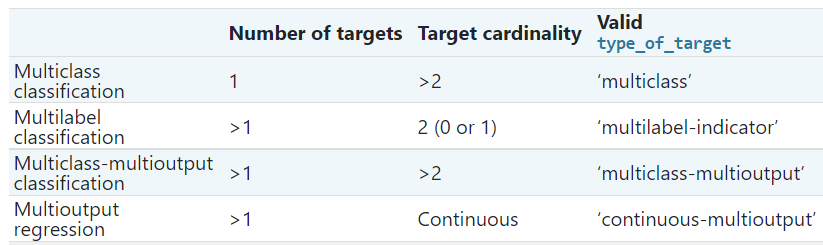 Number of targets Target cardinality Valid type_of_target
Multiclass classification 1 >2 ‘multiclass’
Multilabel classification >1 2 (0 or 1) ‘multilabel-indicator’
Multiclass-multioutput classification >1 >2 ‘multiclass-multioutput’
Multioutput regression >1 Continuous ‘continuous-multioutput’